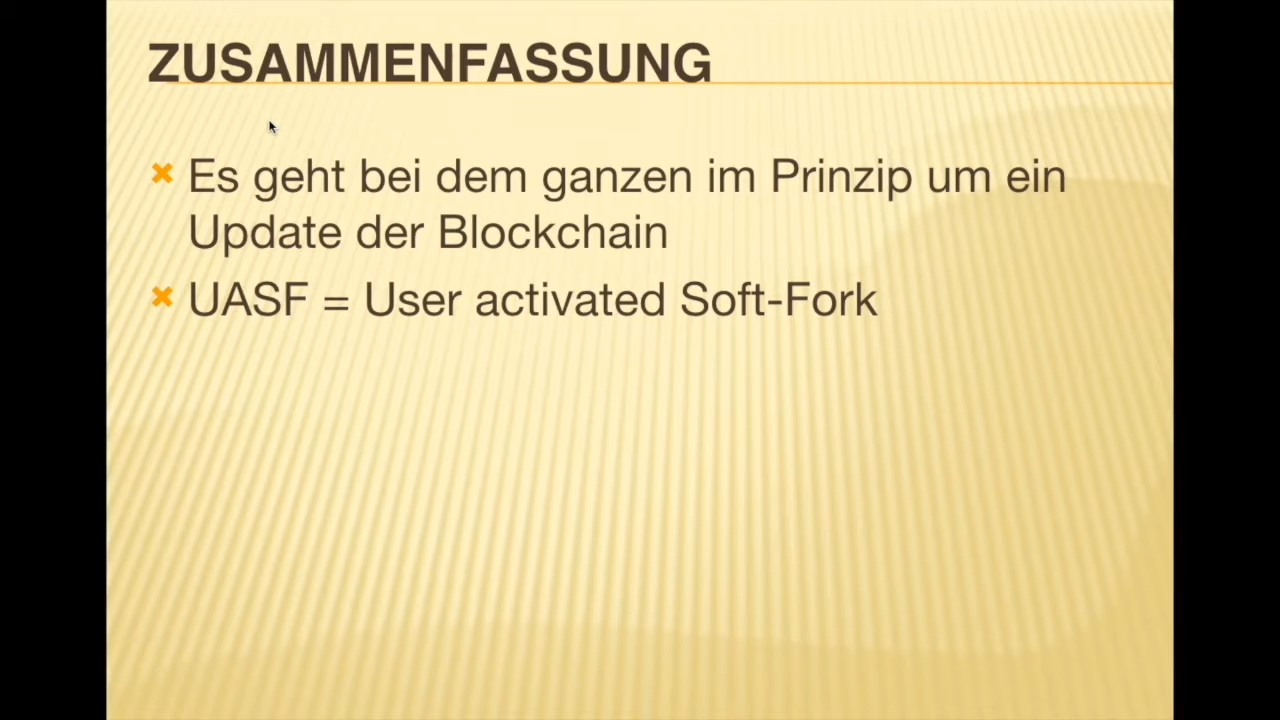 ZUSAMMENFASSUNG
Es geht bei dem ganzen im Prinzip um ein
Update der Blockchain
UASF = User activated Soft-Fork